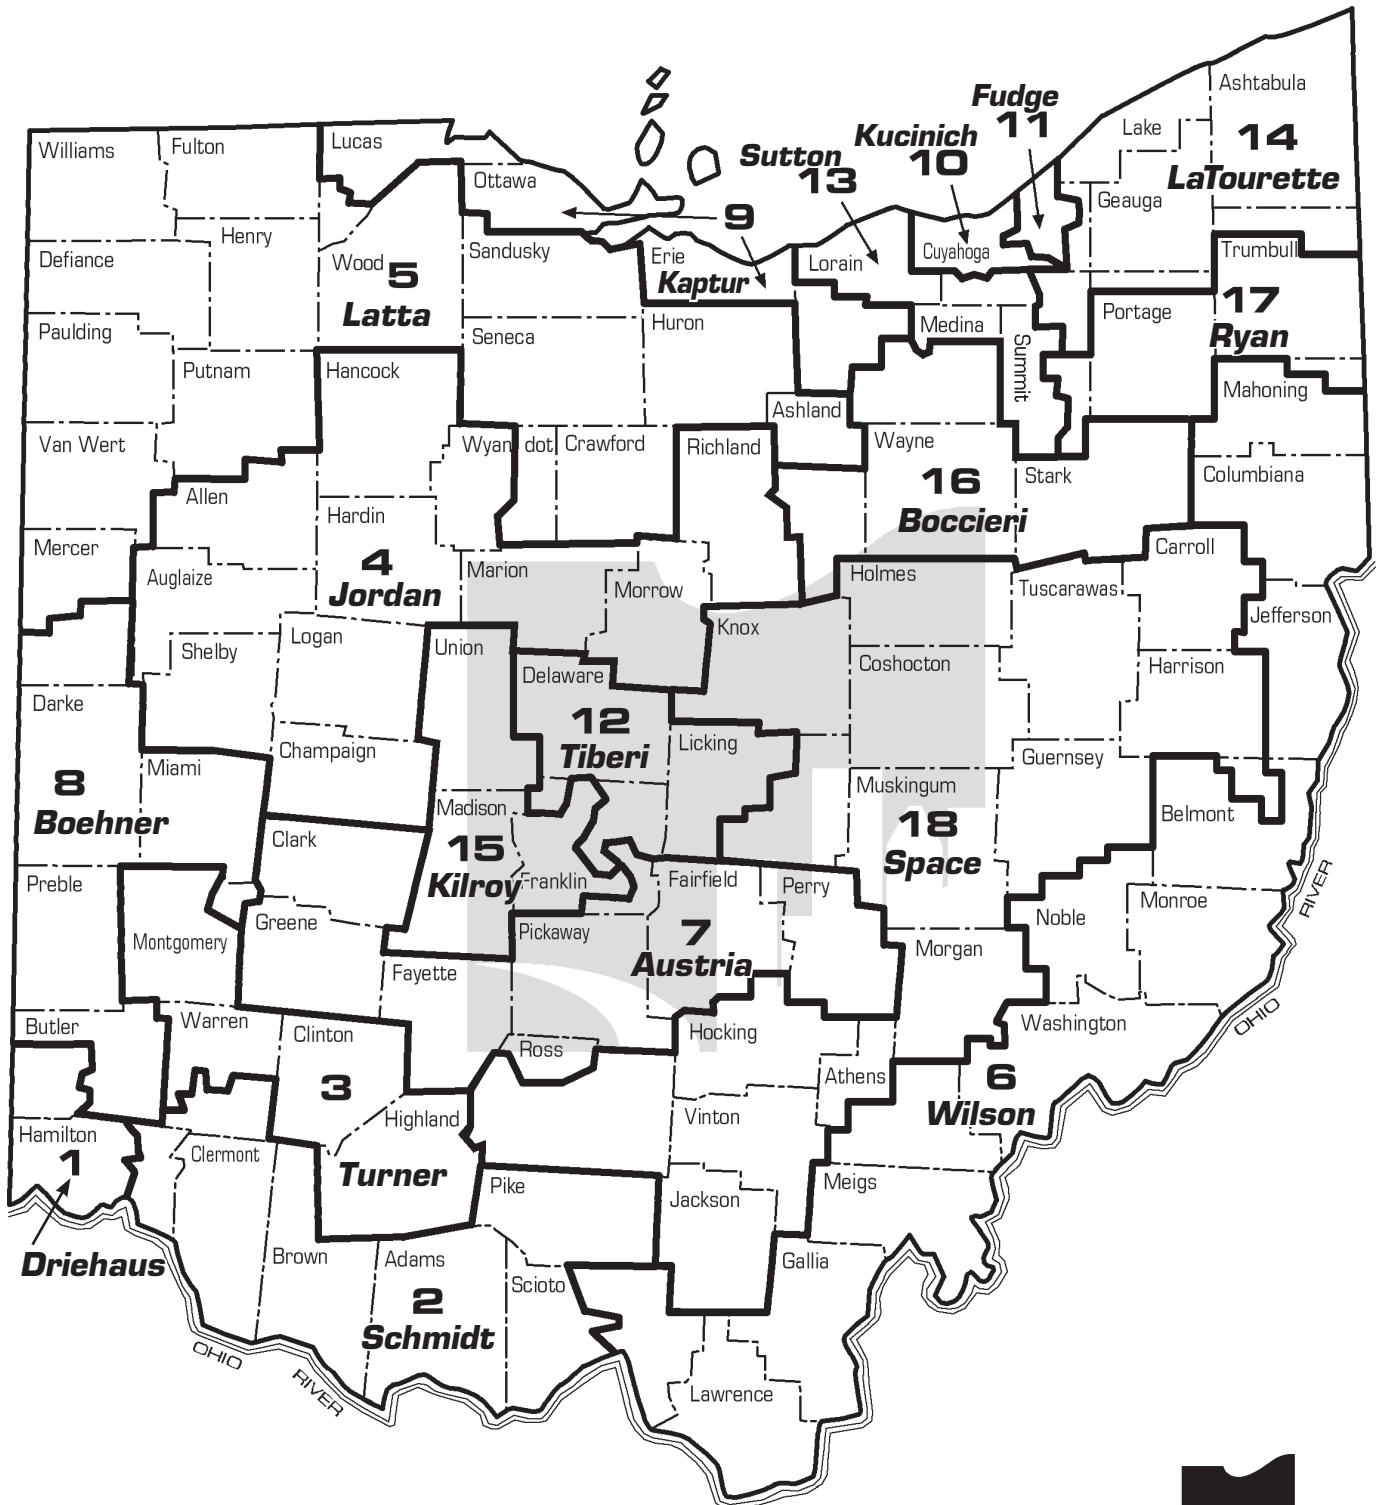 Ashtabula
Fudge
11
Lake
14
LaTourette
Kucinich
10
Sutton
13
Williams
Fulton
Lucas
Ottawa
Geauga
9
Henry
Defiance
Wood
5
Latta
Sandusky
Erie
Kaptur
Lorain
Cuyahoga
Trumbull
Paulding
Seneca
Huron
Medina
Summit
Portage
17
Ryan
Putnam
Hancock
Ashland
Mahoning
Van Wert
Wyan dot
Crawford
Richland
Wayne
16
Boccieri
Stark
Columbiana
Allen
Hardin
Mercer
Auglaize
4
Jordan
Marion
Morrow
Holmes
Tuscarawas
Carroll
Jefferson
Logan
Union
Knox
Shelby
Delaware
Coshocton
Harrison
Darke
12
Tiberi
Licking
Champaign
Guernsey
8
Boehner
Miami
Madison
Muskingum
18
Space
Belmont
Clark
15
Kilroy
Franklin
Fairfield
Perry
Preble
Greene
Pickaway
7
Austria
Noble
Monroe
RIVER
Montgomery
Fayette
Morgan
OHIO
Butler
Warren
Clinton
Ross
Hocking
Washington
3
Highland
Athens
6
Wilson
Hamilton
1
Clermont
Turner
Vinton
Pike
Jackson
Meigs
Driehaus
Brown
Adams
2
Schmidt
Scioto
Gallia
OHIO
RIVER
Lawrence